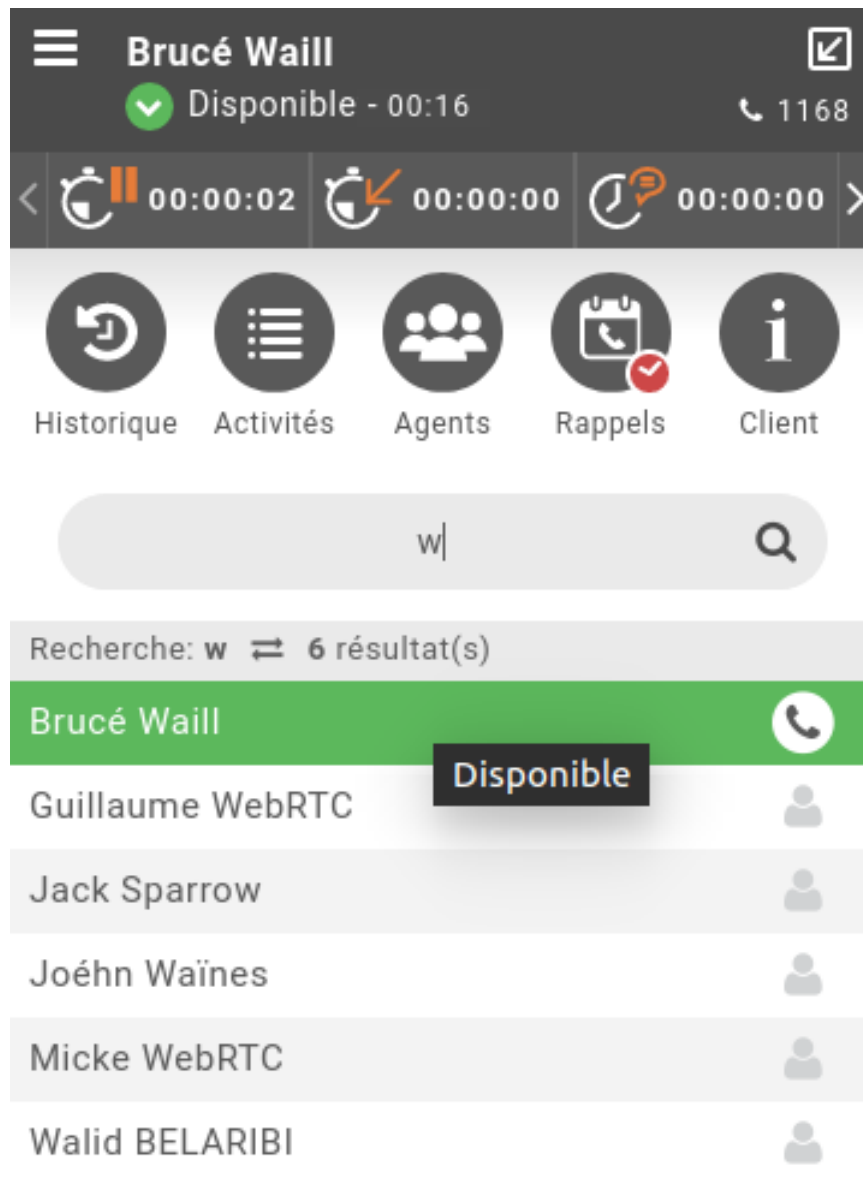 Brucé Waill
Disponible - 00:16
1168
00:00:02 00:00:00 00:00:00
Historique Activités Agents Rappels Client
w
Recherche: w 6 résultat(s)
Brucé Waill
Disponible
Guillaume WebRTC
Jack Sparrow
Joéhn Waïnes
Micke WebRTC
Walid BELARIBI